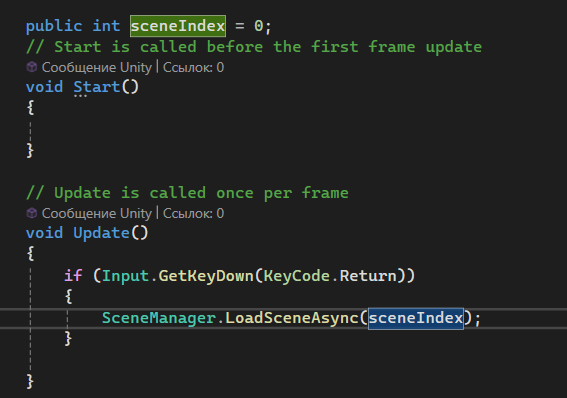 public int sceneIndex = 0;
// Start is called before the first frame update
Сообщение Unity | Ссылок: 0
void Start()
{
}
// Update is called once per frame
Сообщение Unity | Ссылок: 0
void Update()
{
if (Input.GetKeyDown(KeyCode.Return))
{
SceneManager.LoadSceneAsync(sceneIndex);
}
}